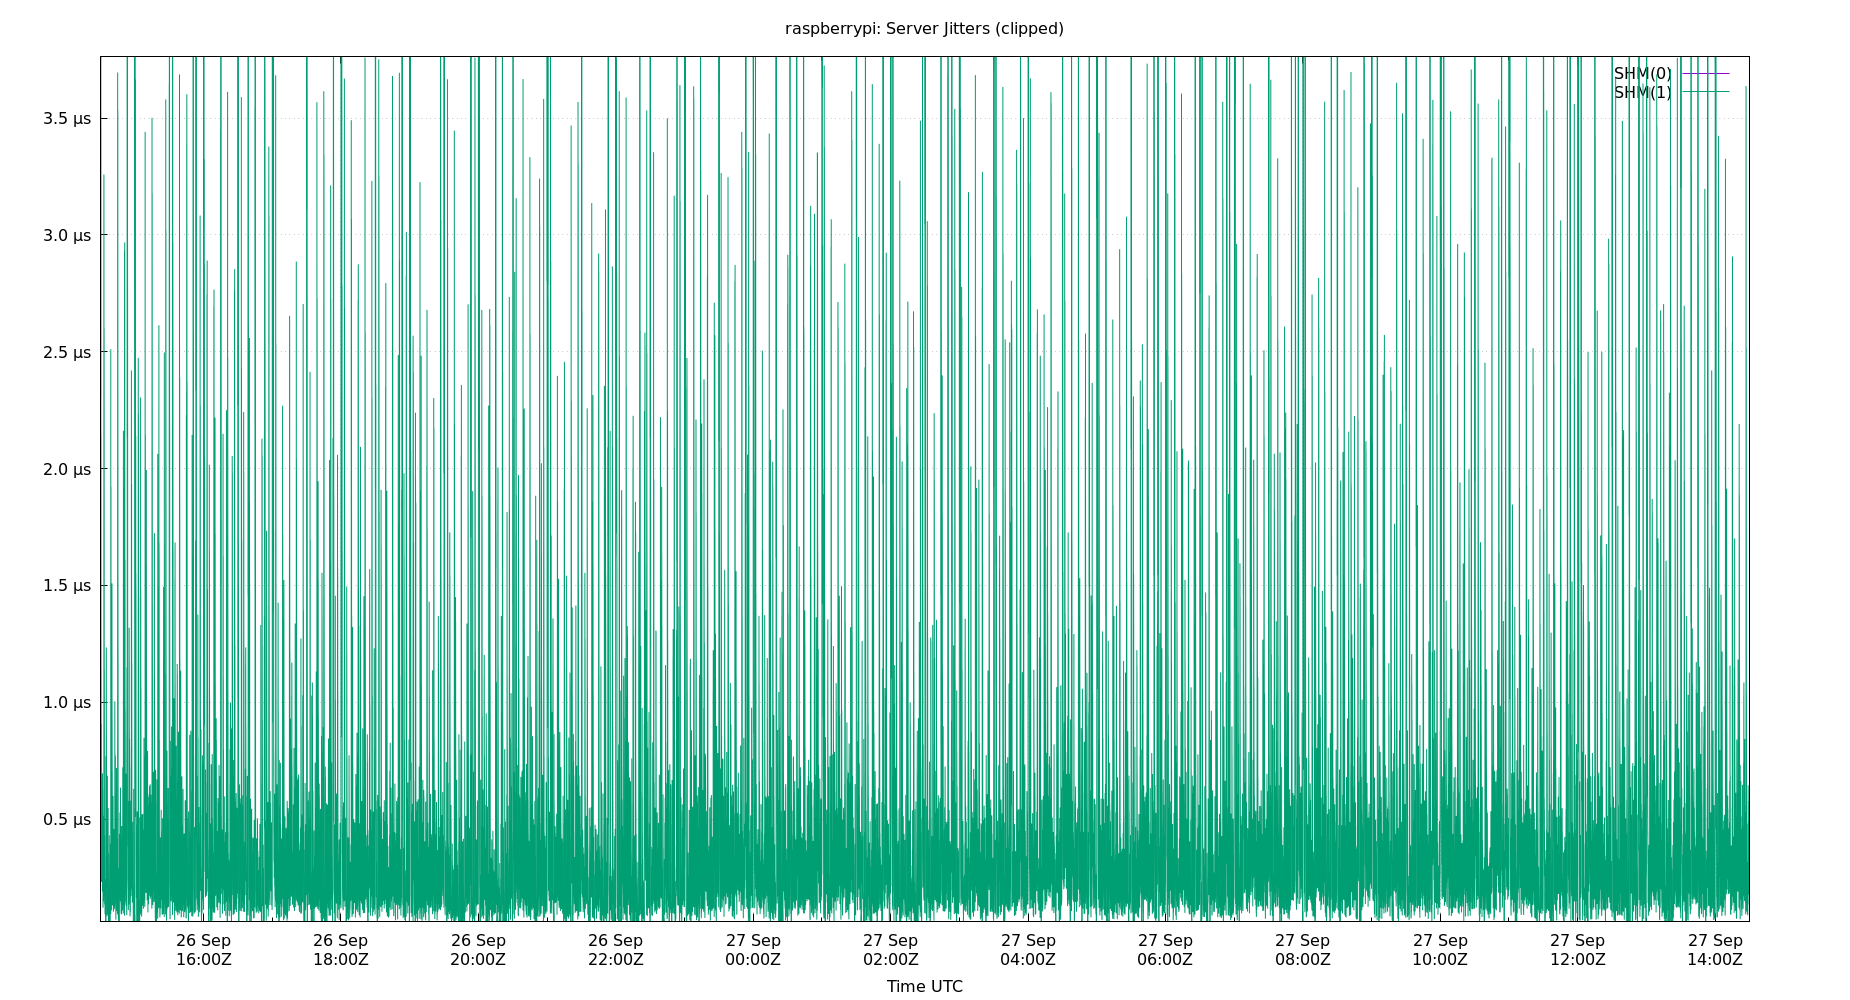 raspberrypi: Server Jitters (clipped)
SHM(0)
SHM(1)
3.5 µs
3.0 µs
2.5 µs
2.0 µs
1.5 µs
1.0 µs
0.5 µs
26 Sep 26 Sep 26 Sep 26 Sep 27 Sep 27 Sep 27 Sep 27 Sep 27 Sep 27 Sep 27 Sep 27 Sep
16:00Z 18:00Z 20:00Z 22:00Z 00:00Z 02:00Z 04:00Z 06:00Z 08:00Z 10:00Z 12:00Z 14:00Z
Time UTC